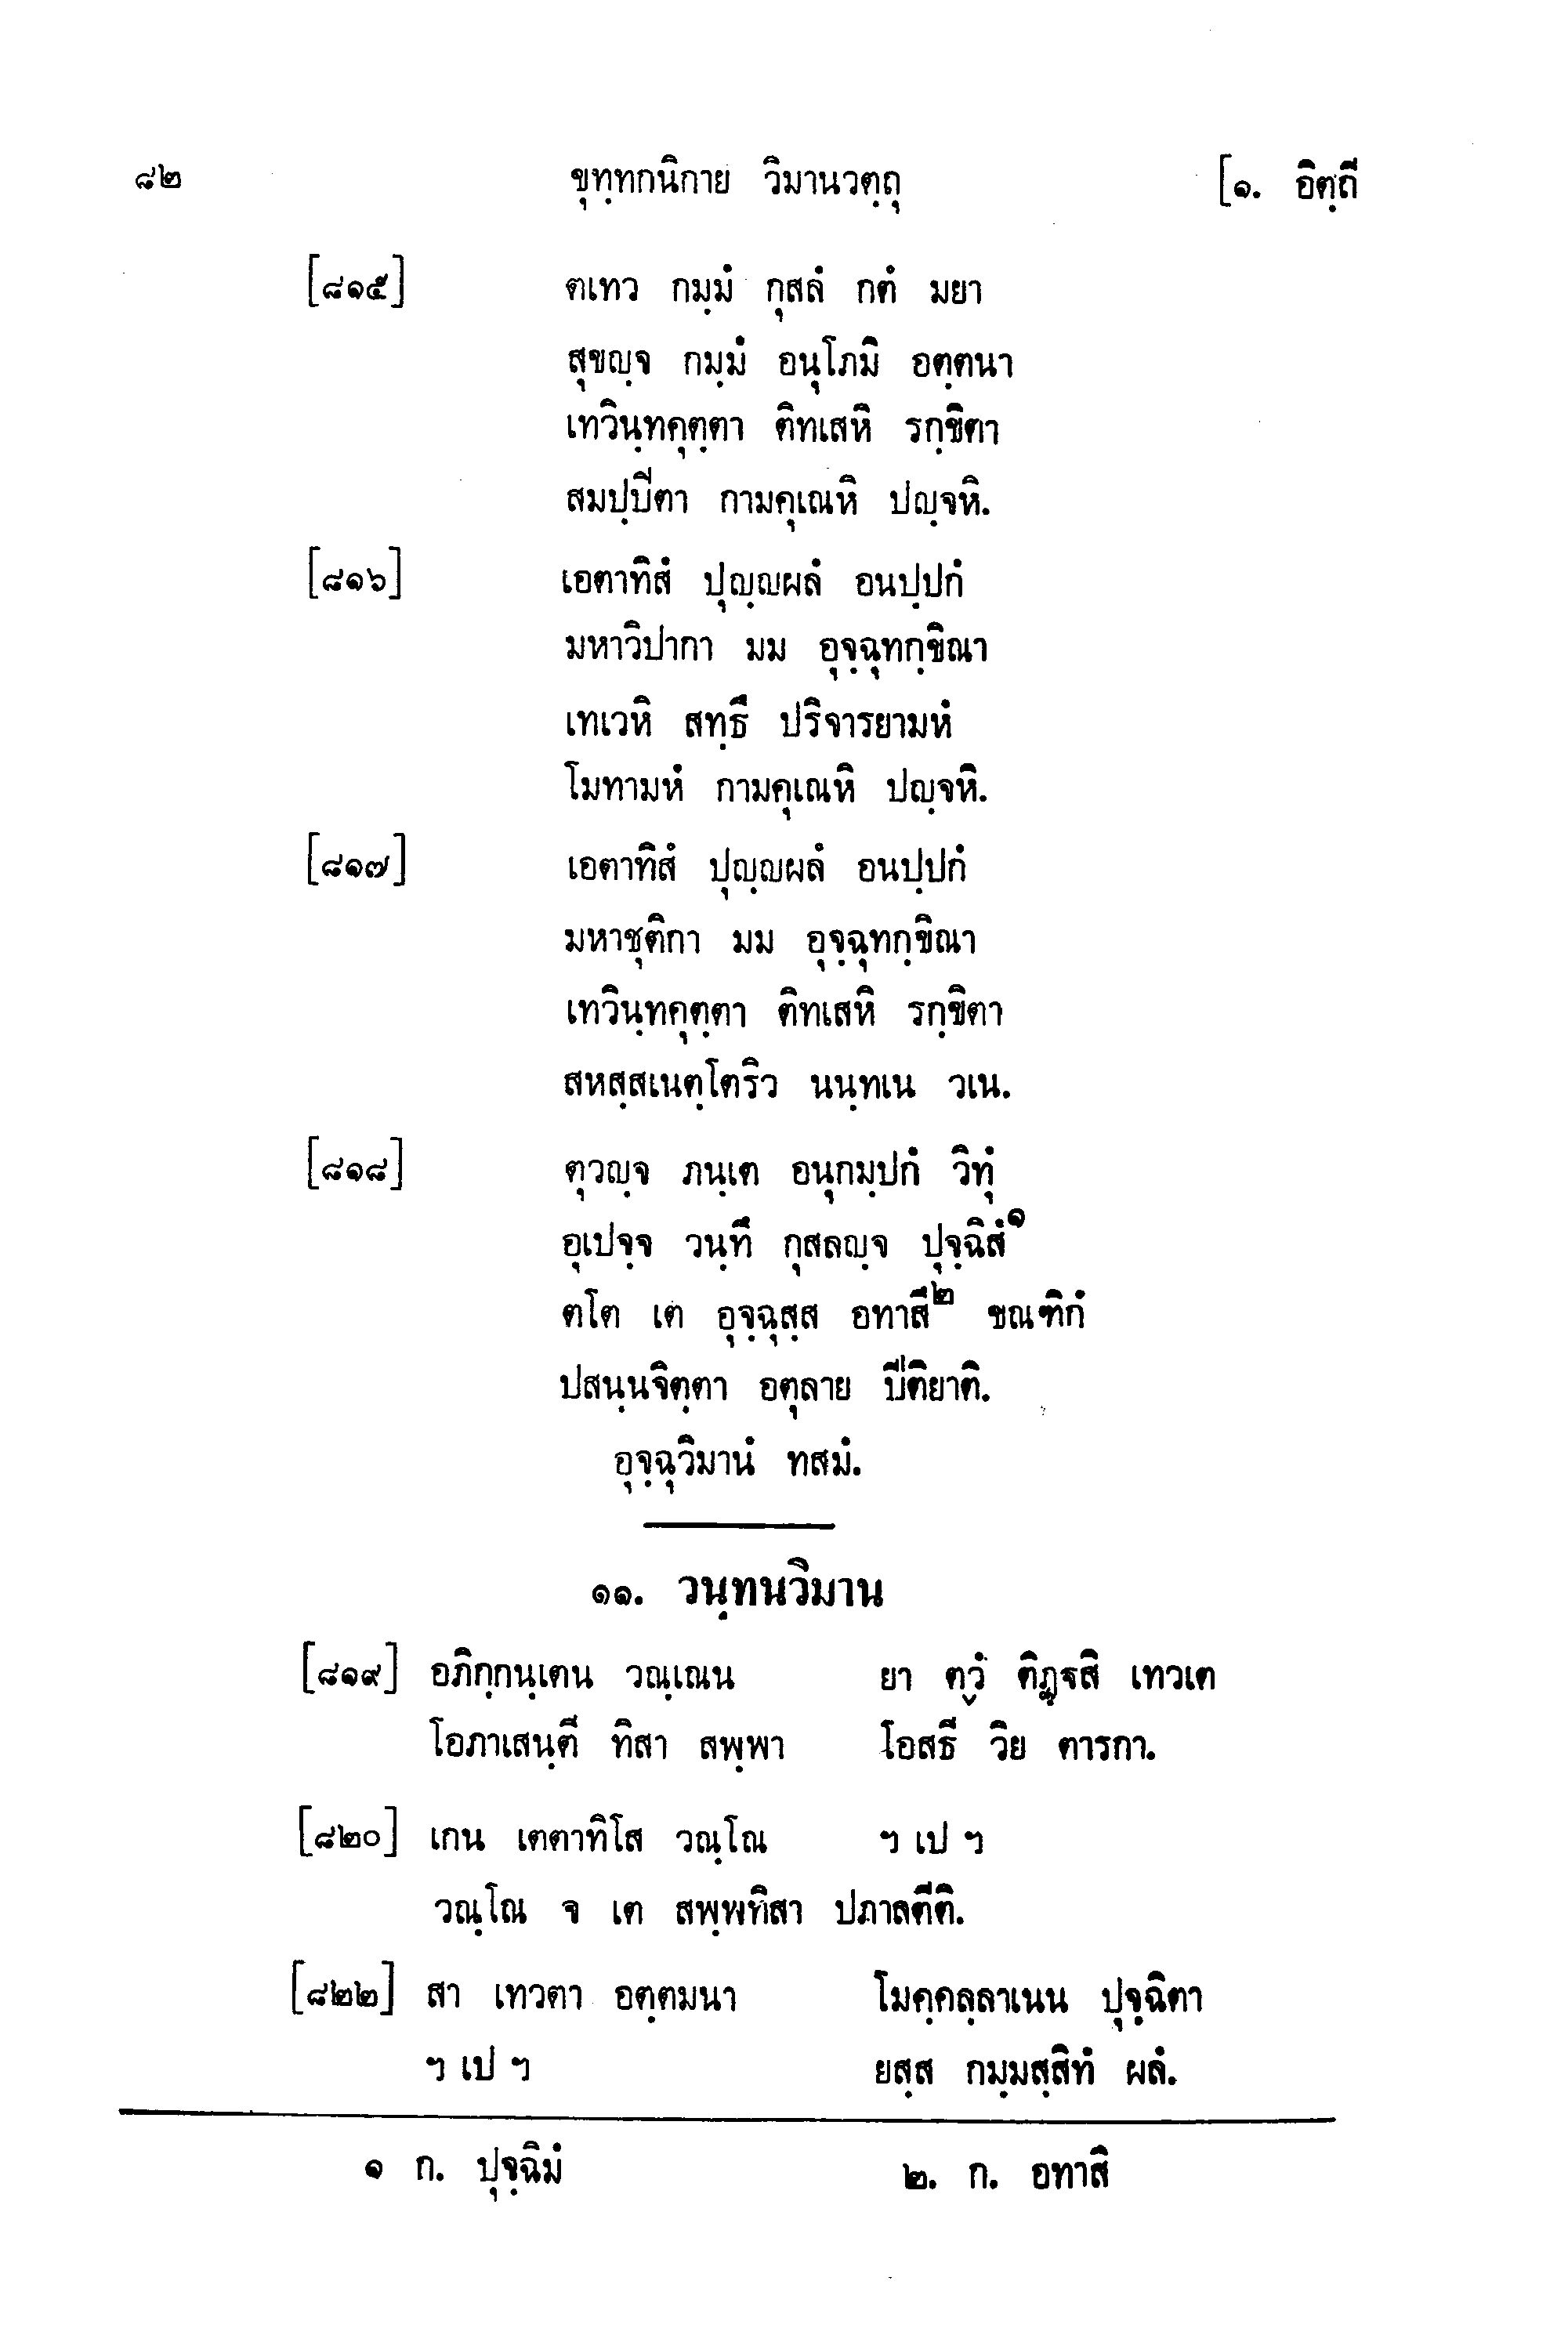 ๘๒ ขุทฺทกนิกาย วิมานวตฺถุ [๑. อิตฺถี
[๘๑๕] ตเทว กมฺมํ กุสลํ กตํ มยา
สุขญฺจ กมฺมํ อนุโภมิ อตฺตนา
เทวินฺทคุตฺตา ติทเสหิ รกฺขิตา
สมปฺปิตา กามคุเณหิ ปญฺจหิ.
[๘๑๖] เอตาทิสํ ปุญฺญผลํ อนปฺปกํ
มหาวิปากา มม อุจฺฉุทกฺขิณา
เทเวหิ สทฺธึ ปริจารยามหํ
โมทามหํ กามคุเณหิ ปญฺจหิ.
[๘๑๗] เอตาทิสํ ปุญฺญผลํ อนปฺปกํ
มหาชุติกา มม อุจฺฉุทกฺขิณา
เทวินฺทคุตฺตา ติทเสหิ รกฺขิตา
สหสฺสเนตฺโตริว นนฺทเน วเน.
[๘๑๘] ตุวญฺจ ภนฺเต อนุกมฺปกํ วิทุํ
อุเปจฺจ วนฺทึ กุสลญฺจ ปุจฺฉิสํ๑
ตโต เต อุจฺฉุสฺส อทาสึ๒ ขณฑิกํ
ปสนฺนจิตฺตา อตุลาย ปีติยาติ.
อุจฺฉุวิมานํ ทสมํ.
๑๑. วนฺทนวิมาน
[๘๑๙] อภิกฺกนฺเตน วณฺเณน ยา ตฺวํ ติฏฺฐสิ เทวเต
โอภาเสนฺตี ทิสา สพฺพา โอสธี วิย ตารกา.
[๘๒๐] เกน เตตาทิโส วณฺโณ ฯ เป ฯ
วณฺโณ จ เต สพฺพทิสา ปภาสตีติ.
[๘๒๒] สา เทวตา อตฺตมนา โมคฺคลฺลาเนน ปุจฺฉิตา
ฯ เป ฯ ยสฺส กมฺมสฺสิทํ ผลํ.
๑ ก. ปุจฺฉิมํ ๒. ก. อทาสิ